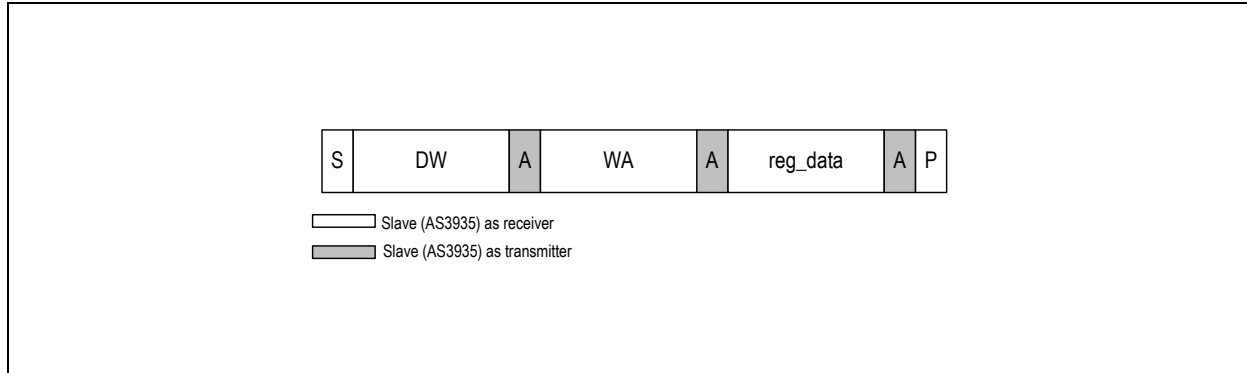 S DW A WA A reg_data A P
Slave (AS3935) as receiver
Slave (AS3935) as transmitter